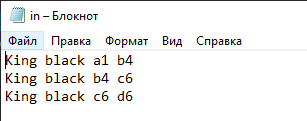 in – Блокнот
Файл Правка Формат Вид Справка
King black a1 b4
King black b4 c6
King black c6 d6